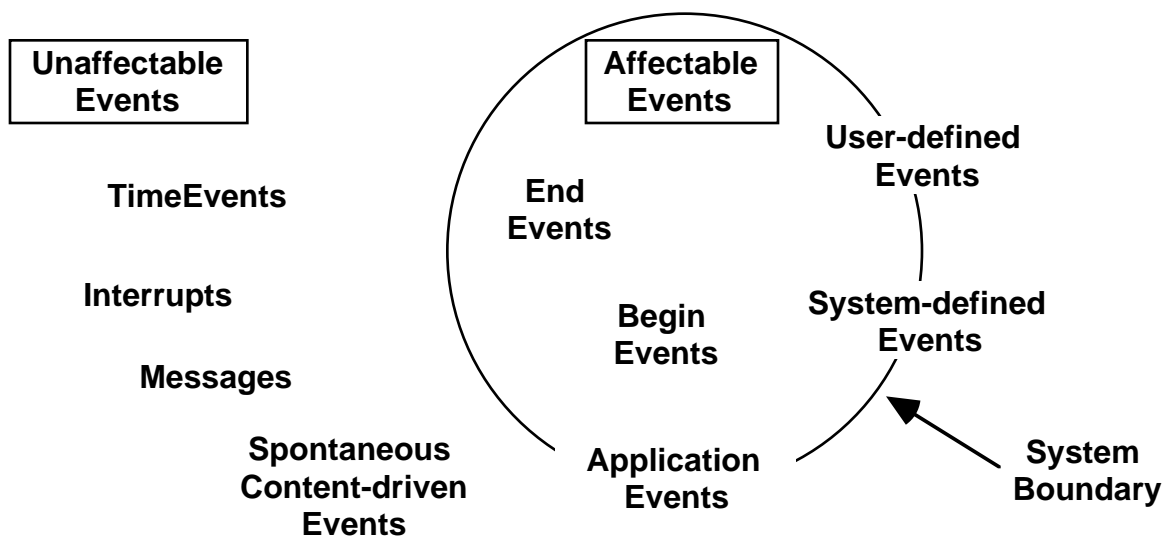 Unaffectable
Events
Affectable
Events
User-defined
Events
TimeEvents
End
Events
Interrupts
Begin
Events
System-defined
Events
Messages
Spontaneous
Content-driven
Events
Application
Events
System
Boundary